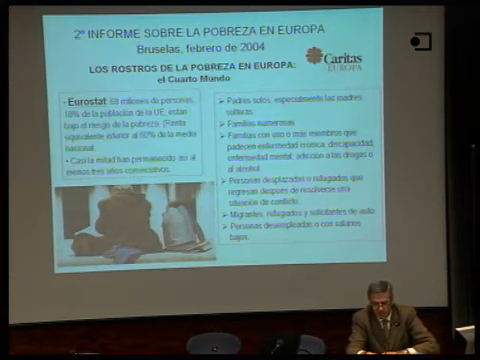 2º INFORME SOBRE LA POBREZA EN EUROPA
Bruselas, febrero de 2004
LOS ROSTROS DE LA POBREZA EN EUROPA:
el Cuarto Mundo
Caritas
EUROPA
• Eurostat: 68 millones de personas,
18% de la población de la UE, están
bajo el riesgo de la pobreza. (Renta
equivalente inferior al 60% de la media
nacional.
• Casi la mitad han permanecido así al
menos tres años consecutivos.
➢ Padres solos, especialmente las madres
solteras.
➢ Familias numerosas.
➢ Familias con uno o más miembros que
padecen enfermedad crónica, discapacidad,
enfermedad mental, adicción a las drogas o
al alcohol.
➢ Personas desplazadas o refugiados que
regresan después de resolverse una
situación de conflicto.
➢ Migrantes, refugiados y solicitantes de asilo.
➢ Personas desempleadas o con salarios
bajos.